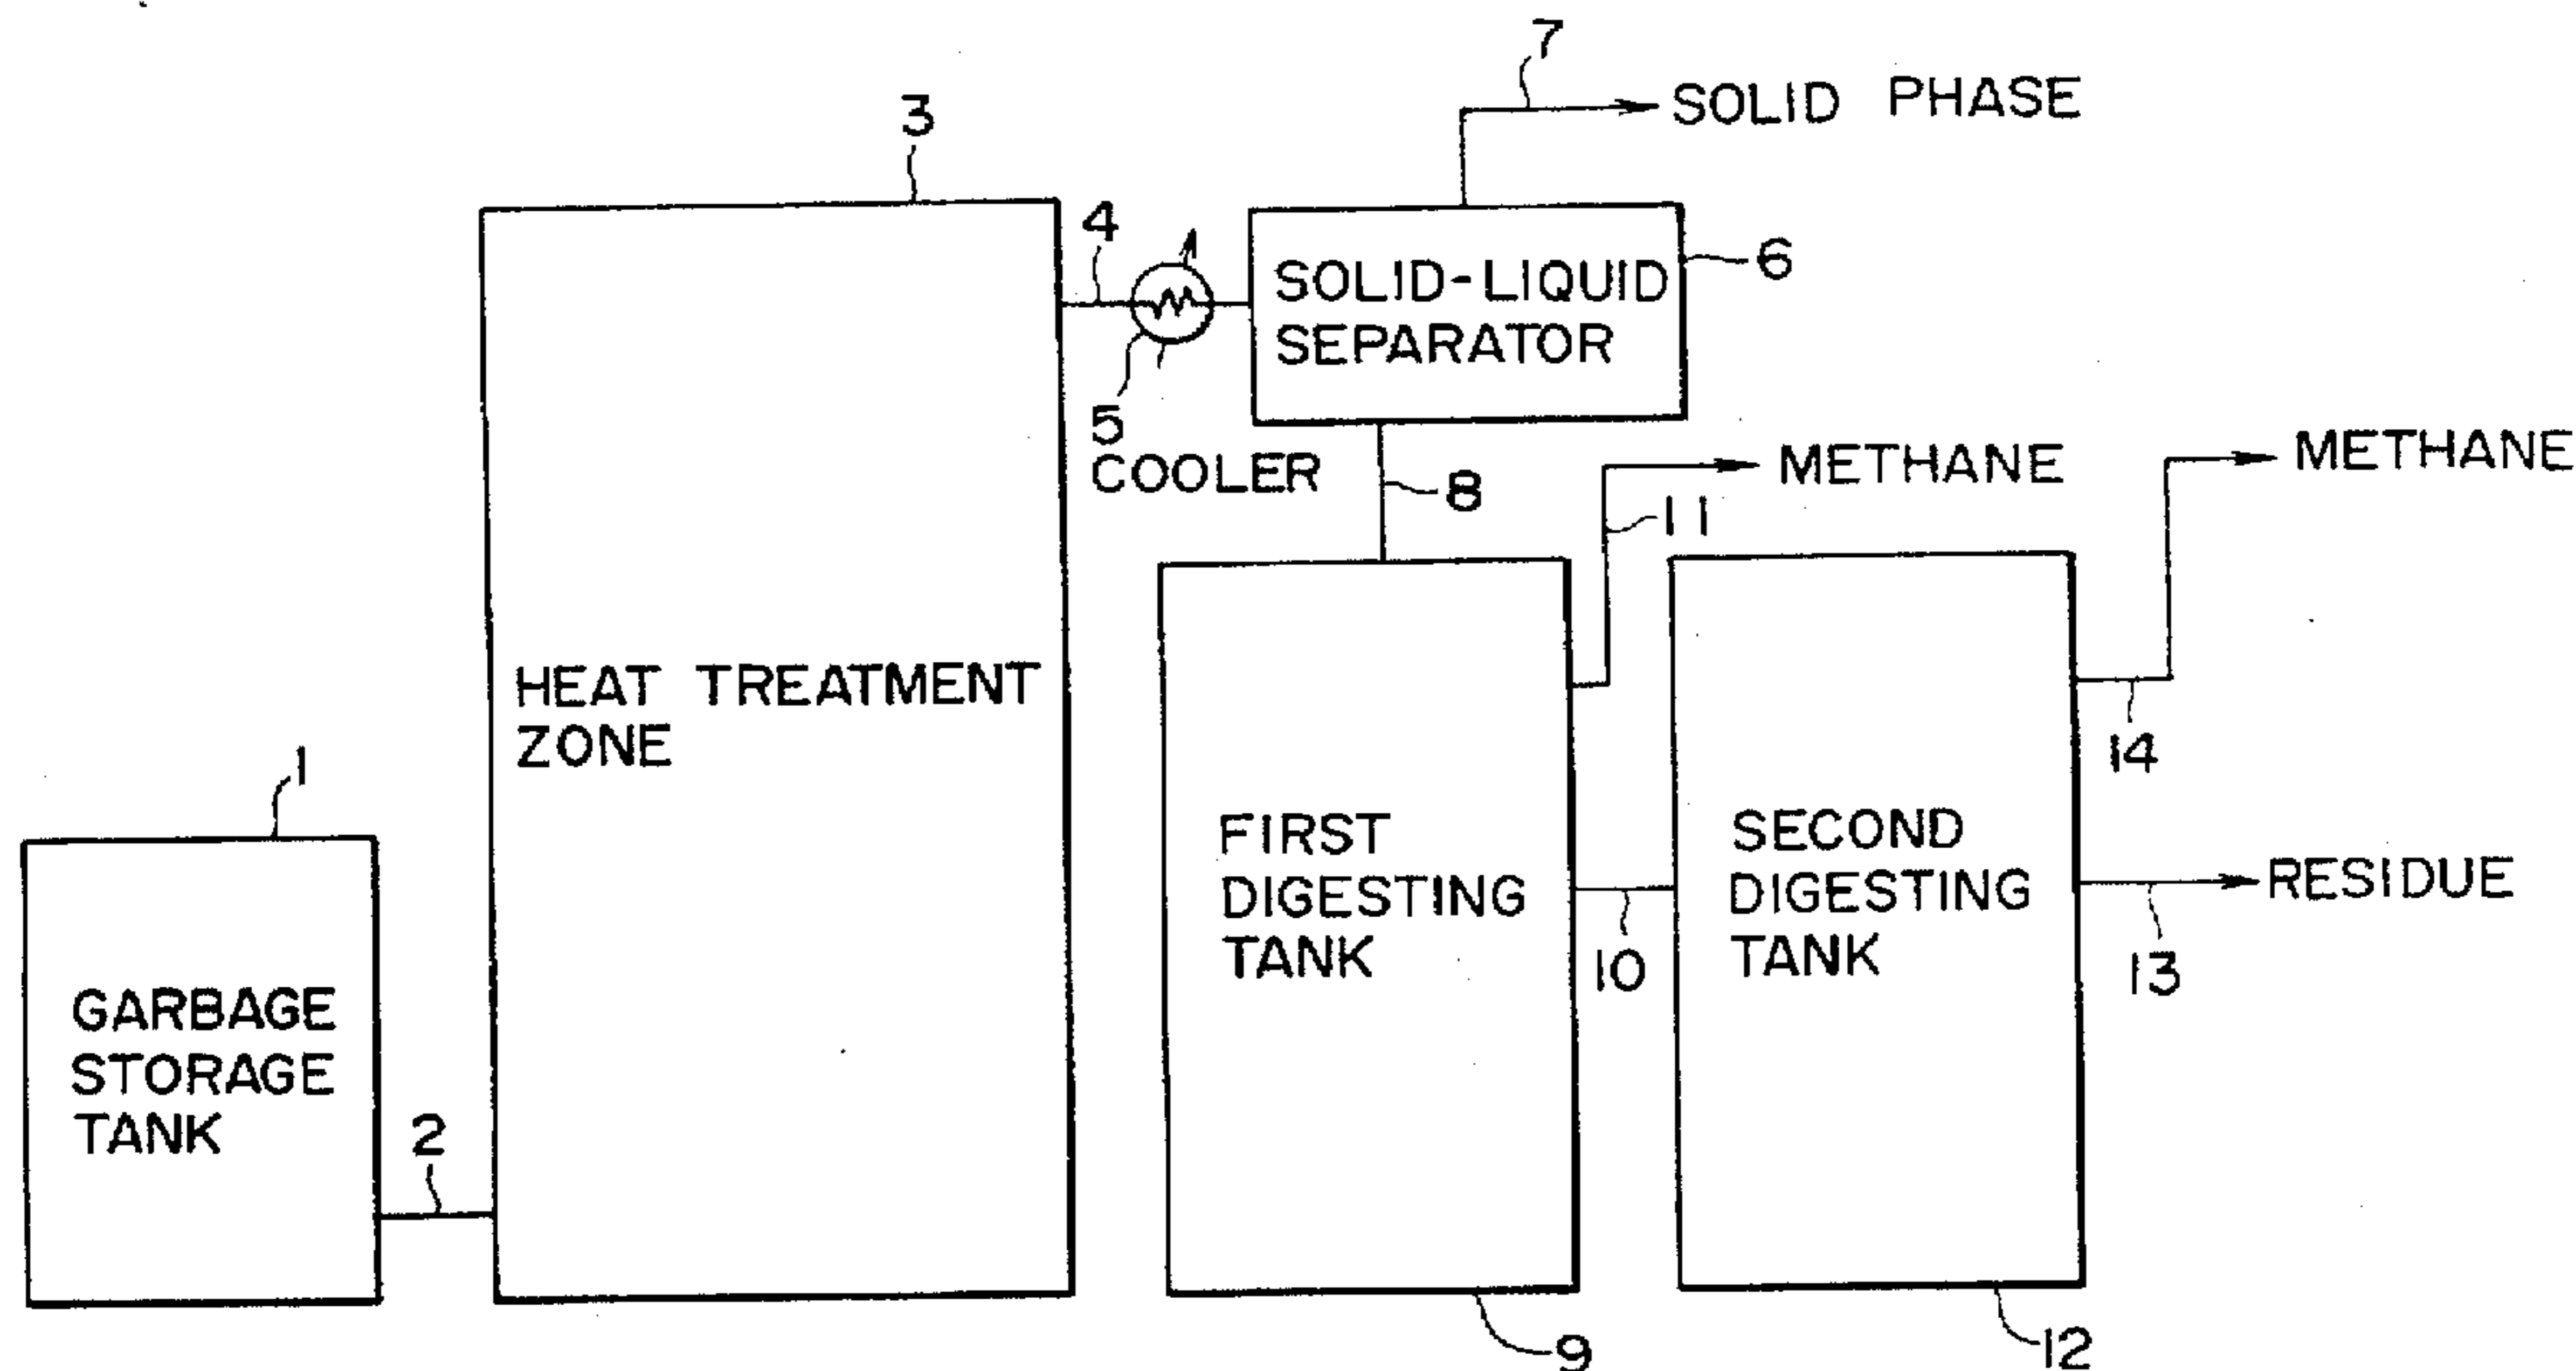 7
SOLID PHASE
3
4
6
SOLID-LIQUID
SEPARATOR
5
COOLER
METHANE
METHANE
8
11
HEAT TREATMENT
ZONE
14
1
FIRST
DIGESTING
TANK
SECOND
DIGESTING
TANK
RESIDUE
10
13
GARBAGE
STORAGE
TANK
2
9
12